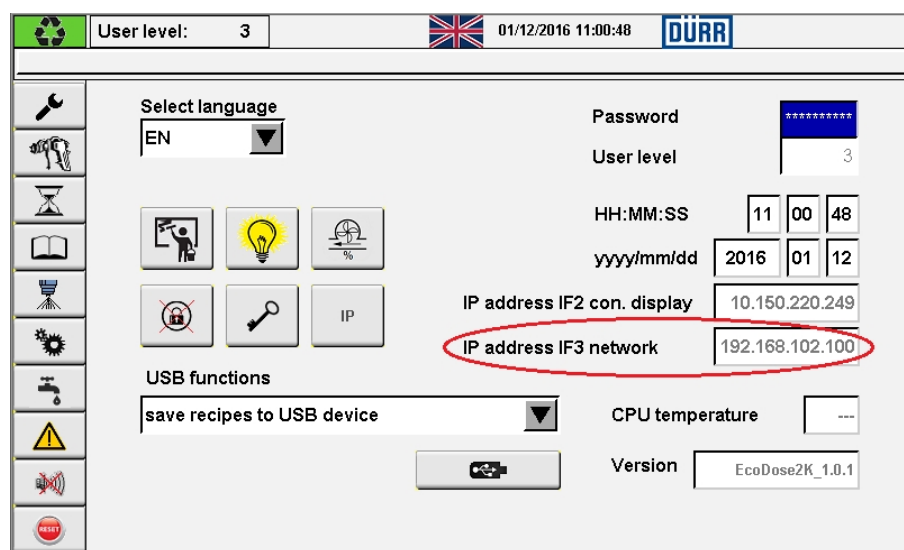 User level: 3
01/12/2016 11:00:48
DÜRR
Select language
EN
Password
**********
User level
3
HH:MM:SS
11 00 48
%
yyyy/mm/dd
2016 01 12
IP address IF2 con. display
10.150.220.249
IP
IP address IF3 network
192.168.102.100
USB functions
save recipes to USB device
CPU temperature
---
Version
EcoDose2K_1.0.1
RESET